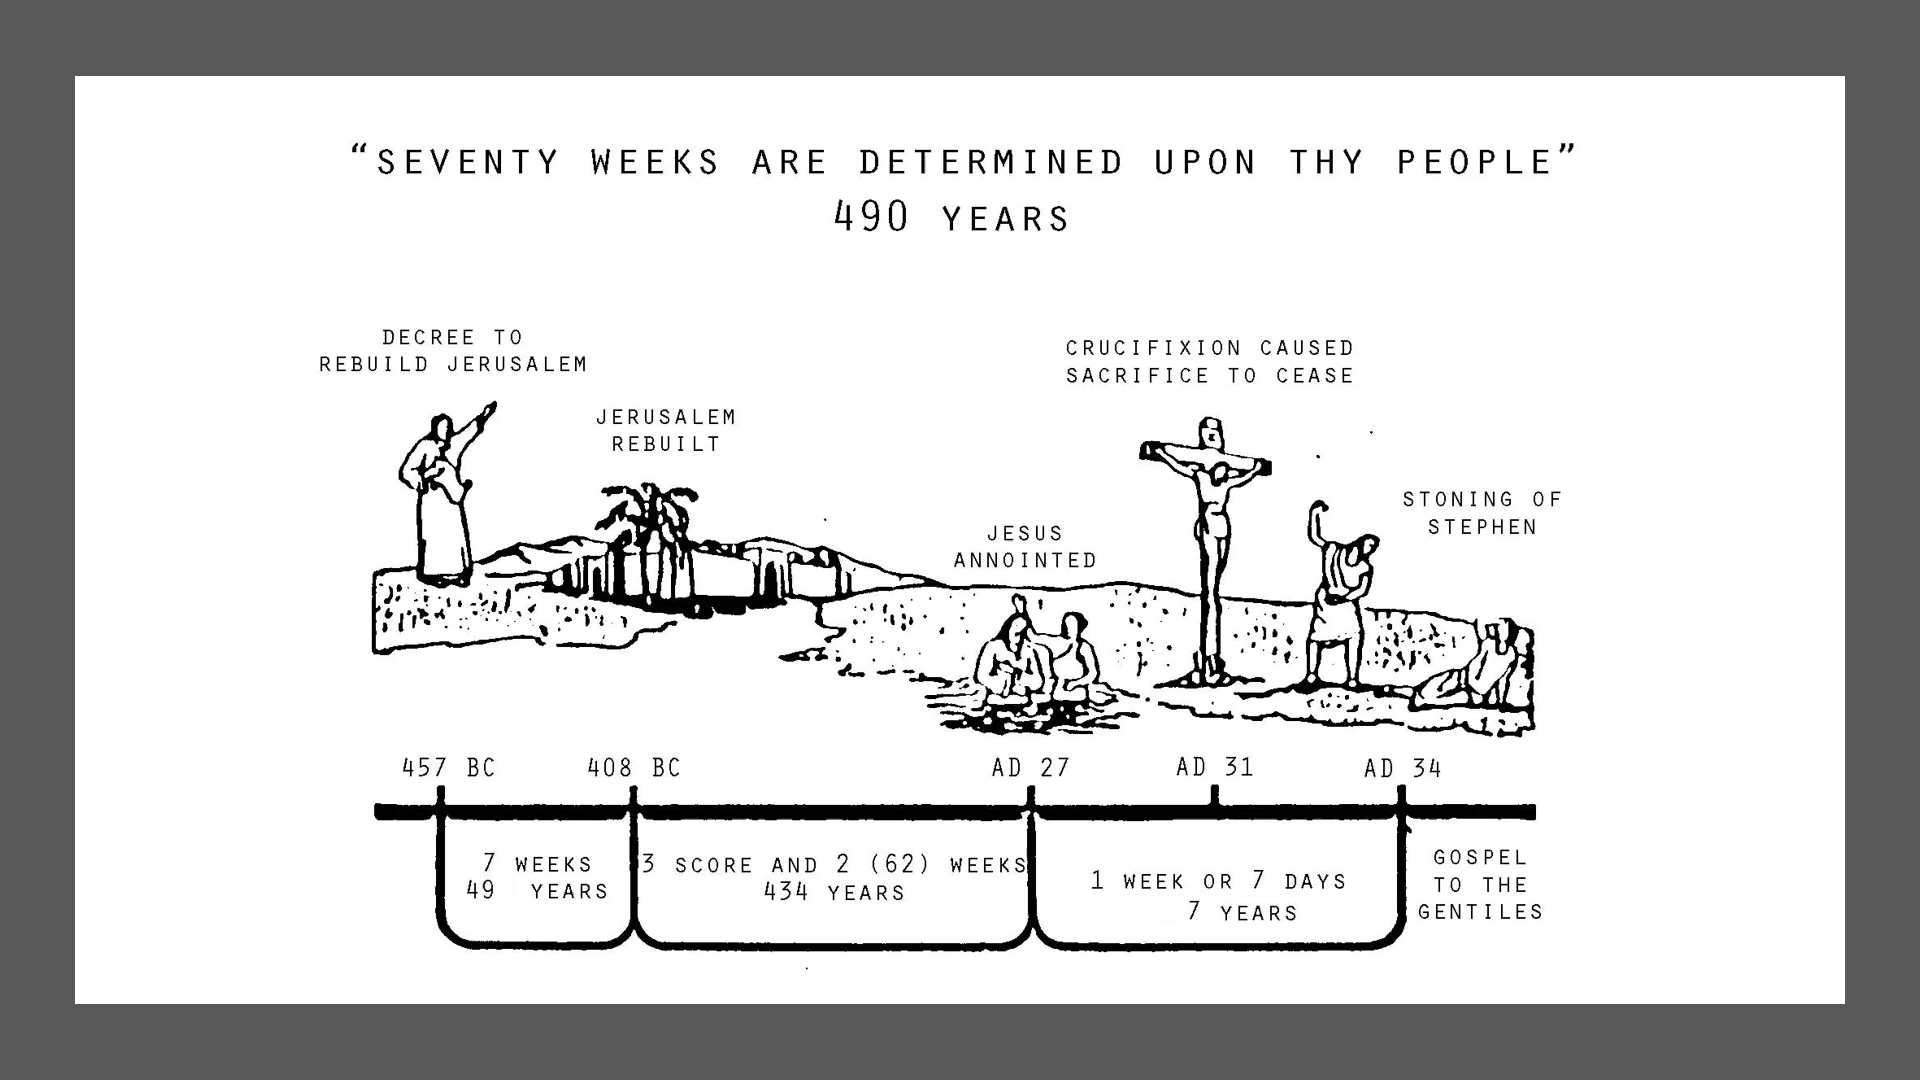 “SEVENTY WEEKS ARE DETERMINED UPON THY PEOPLE”
490 YEARS
DECREE TO
REBUILD JERUSALEM
JERUSALEM
REBUILT
JESUS
ANNOINTED
CRUCIFIXION CAUSED
SACRIFICE TO CEASE
STONING OF
STEPHEN
457 BC
408 BC
AD 27
AD 31
AD 34
7 WEEKS
49 YEARS
3 SCORE AND 2 (62) WEEKS
434 YEARS
1 WEEK OR 7 DAYS
7 YEARS
GOSPEL
TO THE
GENTILES